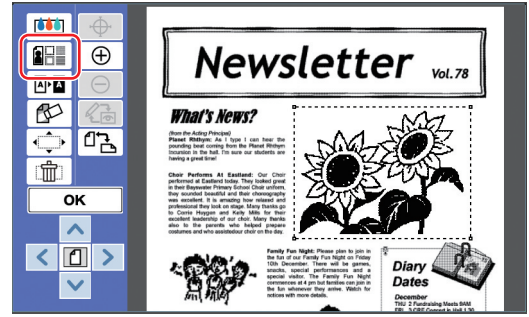 A A
OK
Newsletter Vol.78
What's News?
(from the Acting Principal)
Planet Rhthym: As I type I can hear the
pounding beat coming from the Planet Rhthym
incursion in the hall. I'm sure our students are
having a great time!
Choir Performs At Eastland: Our Choir
performed at Eastland today. They looked great
in their Bayswater Primary School Choir uniform,
they sounded beautiful and their choreography
was excellent. It is amazing how relaxed and
professional they look on stage. Many thanks go
to Corrie Huygen and Kelly Mills for their
excellent leadership of our choir. Many thanks
also to the parents who helped prepare
costumes and who assistedour choir on the day.
Family Fun Night: Please plan to join in
the fun of our Family Fun Night on Friday
10th December. There will be games,
snacks, special performances and a
special visitor. The Family Fun Night
commences at 4 pm but families can join in
the fun whenever they arrive. Watch for
notices with more details.
Diary
Dates
December
THU 2 Fundraising Meets 9AM